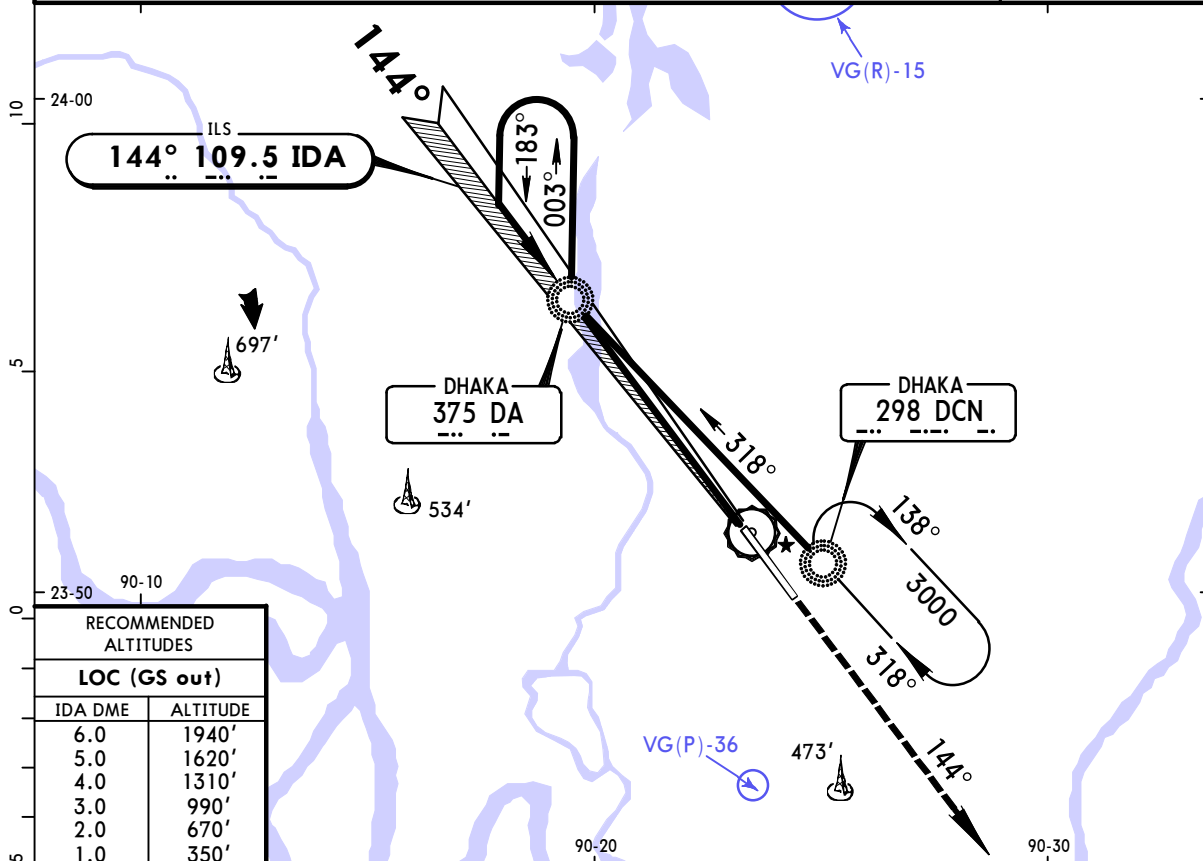 VG(R)-15
144°
10
24-00
ILS
144° 109.5 IDA
183°
003°
697'
5
DHAKA
375 DA
DHAKA
298 DCN
318°
534'
138°
3000
318°
90-10
23-50
0
RECOMMENDED
ALTITUDES
LOC (GS out)
IDA DME ALTITUDE
6.0 1940'
5.0 1620'
4.0 1310'
3.0 990'
2.0 670'
1.0 350'
VG(P)-36
473'
144°
90-20
90-30
5